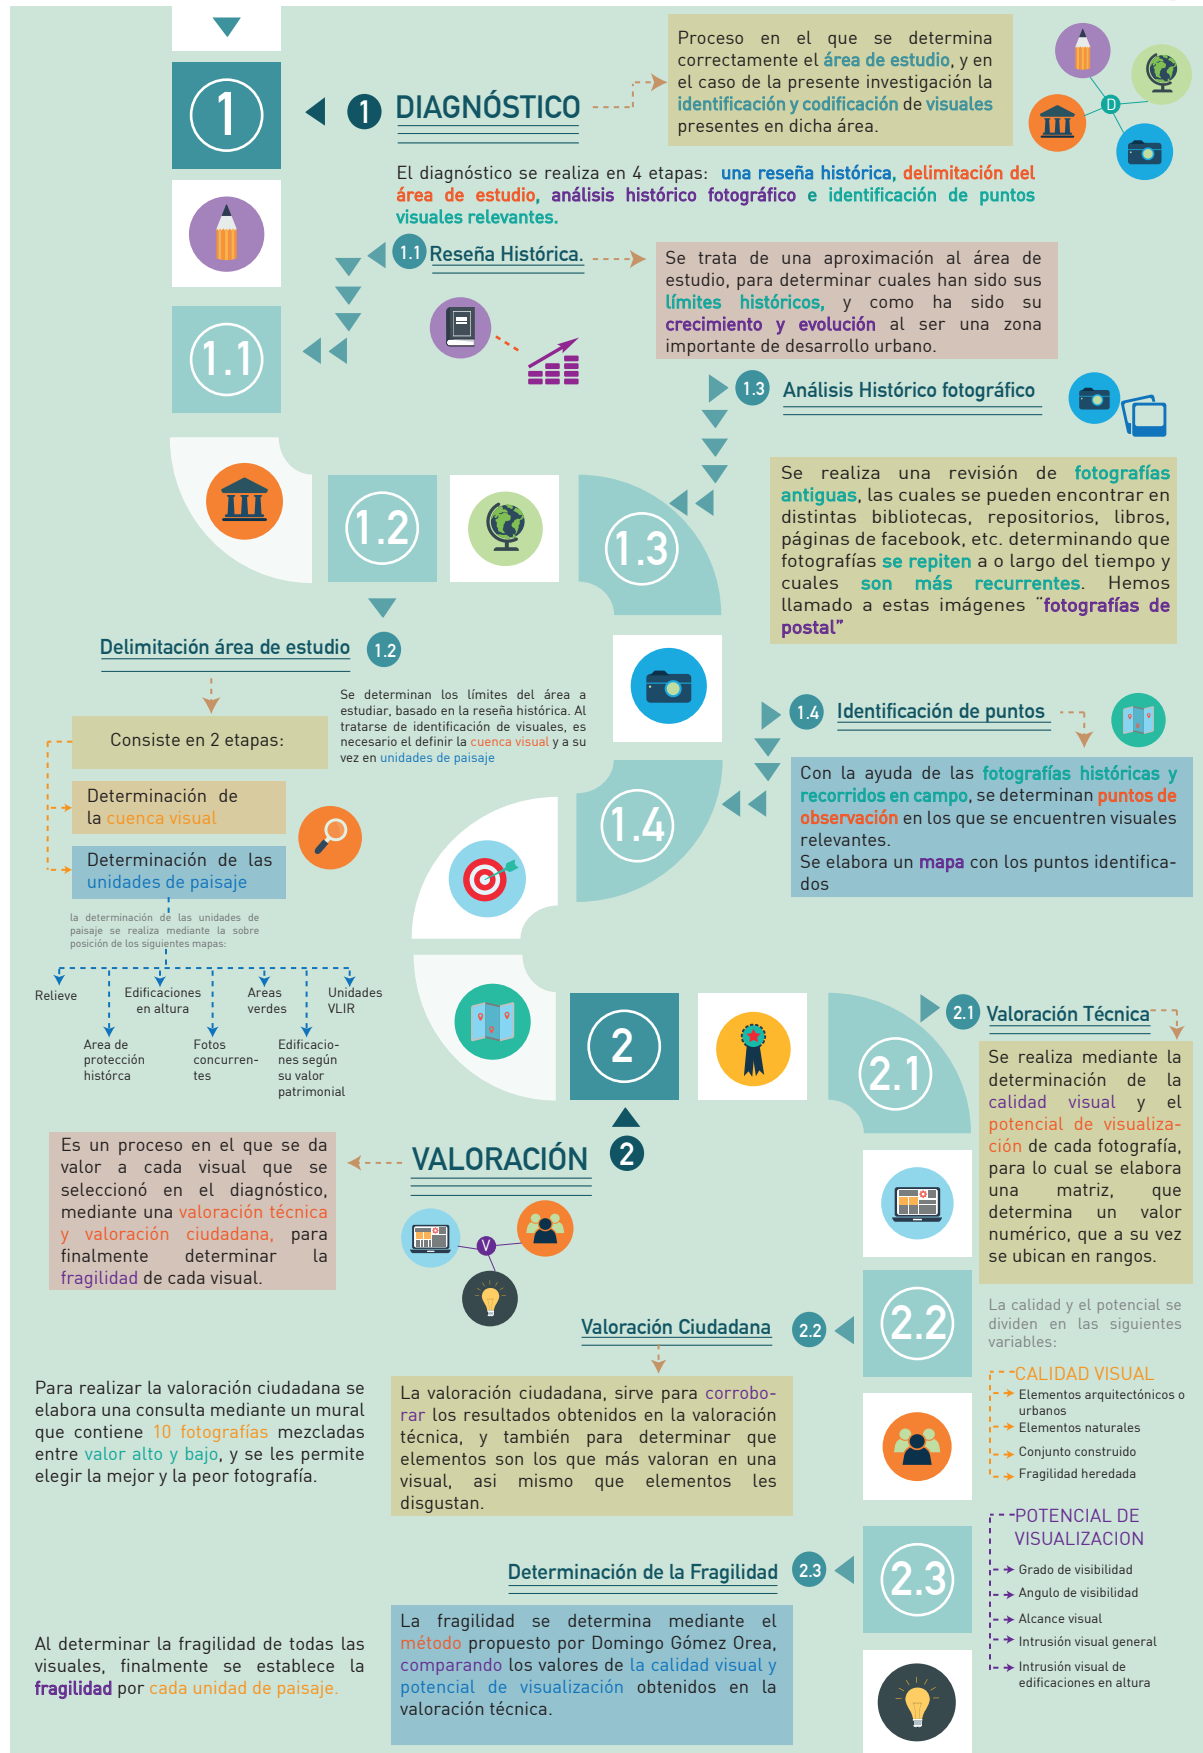 1
1
DIAGNÓSTICO
Proceso en el que se determina
correctamente el área de estudio, y en
el caso de la presente investigación la
identificación y codificación de visuales
presentes en dicha área.
D
El diagnóstico se realiza en 4 etapas: una reseña histórica, delimitación del
área de estudio, análisis histórico fotográfico e identificación de puntos
visuales relevantes.
1.1
Reseña Histórica.
Se trata de una aproximación al área de
estudio, para determinar cuales han sido sus
límites históricos, y como ha sido su
crecimiento y evolución al ser una zona
importante de desarrollo urbano.
1.1
1.3
Análisis Histórico fotográfico
Se realiza una revisión de fotografías
antiguas, las cuales se pueden encontrar en
distintas bibliotecas, repositorios, libros,
páginas de facebook, etc. determinando que
fotografías se repiten a o largo del tiempo y
cuales son más recurrentes. Hemos
llamado a estas imágenes ¨fotografías de
postal”
1.2
1.3
Delimitación área de estudio
1.2
Se determinan los límites del área a
estudiar, basado en la reseña histórica. Al
tratarse de identificación de visuales, es
necesario el definir la cuenca visual y a su
vez en unidades de paisaje
Consiste en 2 etapas:
Determinación de
la cuenca visual
Determinación de las
unidades de paisaje
la determinación de las unidades de
paisaje se realiza mediante la sobre
posición de los siguientes mapas:
Relieve
Edificaciones
en altura
Areas
verdes
Unidades
VLIR
Area de
protección
histórca
Fotos
concurren-
tes
Edificacio-
nes según
su valor
patrimonial
1.4
Identificación de puntos
Con la ayuda de las fotografías históricas y
recorridos en campo, se determinan puntos de
observación en los que se encuentren visuales
relevantes.
Se elabora un mapa con los puntos identifica-
dos
1.4
2
2.1
2.1
Valoración Técnica
Se realiza mediante la
determinación de la
calidad visual y el
potencial de visualiza-
ción de cada fotografía,
para lo cual se elabora
una matriz, que
determina un valor
numérico, que a su vez
se ubican en rangos.
VALORACIÓN
2
Es un proceso en el que se da
valor a cada visual que se
seleccionó en el diagnóstico,
mediante una valoración técnica
y valoración ciudadana, para
finalmente determinar la
fragilidad de cada visual.
V
La calidad y el potencial se
dividen en las siguientes
variables:
CALIDAD VISUAL
Elementos arquitectónicos o
urbanos
Elementos naturales
Conjunto construido
Fragilidad heredada
POTENCIAL DE
VISUALIZACION
Grado de visibilidad
Angulo de visibilidad
Alcance visual
Intrusión visual general
Intrusión visual de
edificaciones en altura
Valoración Ciudadana
2.2
2.2
Para realizar la valoración ciudadana se
elabora una consulta mediante un mural
que contiene 10 fotografías mezcladas
entre valor alto y bajo, y se les permite
elegir la mejor y la peor fotografía.
La valoración ciudadana, sirve para corrobo-
rar los resultados obtenidos en la valoración
técnica, y también para determinar que
elementos son los que más valoran en una
visual, asi mismo que elementos les
disgustan.
Determinación de la Fragilidad
2.3
2.3
La fragilidad se determina mediante el
método propuesto por Domingo Gómez Orea,
comparando los valores de la calidad visual y
potencial de visualización obtenidos en la
valoración técnica.
Al determinar la fragilidad de todas las
visuales, finalmente se establece la
fragilidad por cada unidad de paisaje.